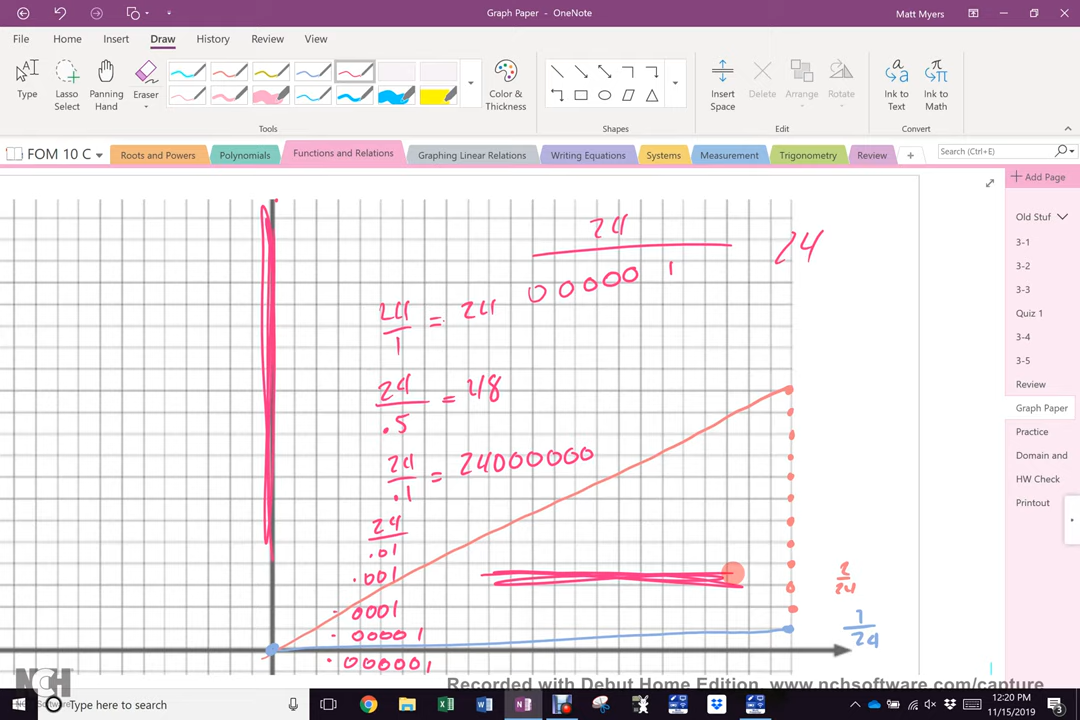 Graph Paper - OneNote
Matt Myers
File Home Insert Draw History Review View
Type
Lasso Select
Panning Hand
Eraser
Color & Thickness
Insert Space
Delete
Arrange
Rotate
Ink to Text
Ink to Math
Tools
Shapes
Edit
Convert
FOM 10 C
Roots and Powers
Polynomials
Functions and Relations
Graphing Linear Relations
Writing Equations
Systems
Measurement
Trigonometry
Review
Search (Ctrl+E)
Add Page
Old Stuf
3-1
3-2
3-3
Quiz 1
3-4
3-5
Review
Graph Paper
Practice
Domain and
HW Check
Printout
24
000001
24
24/1 = 24
24/.5 = 48
24/.1 = 24000000
24/.01
.001
.0001
.00001
.000001
2/24
1/24
NCH
Software
Recorded with Debut Home Edition. www.nchsoftware.com/capture
Type here to search
12:20 PM
11/15/2019
3